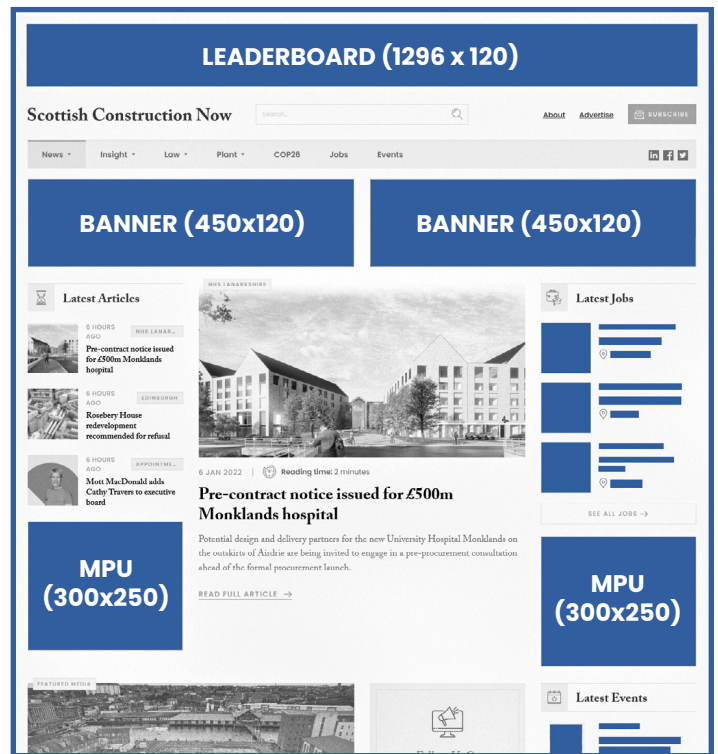 LEADERBOARD (1296 x 120)
Scottish Construction Now
Search...
About
Advertise
SUBSCRIBE
News
Insight
Law
Plant
COP26
Jobs
Events
BANNER (450x120)
BANNER (450x120)
Latest Articles
6 HOURS
AGO
NHS LANAR...
Pre-contract notice issued
for £500m Monklands
hospital
6 HOURS
AGO
EDINBURGH
Rosebery House
redevelopment
recommended for refusal
6 HOURS
AGO
APPOINTME...
Mott MacDonald adds
Cathy Travers to executive
board
MPU
(300x250)
NHS LANARKSHIRE
6 JAN 2022 | Reading time: 2 minutes
Pre-contract notice issued for £500m
Monklands hospital
Potential design and delivery partners for the new University Hospital Monklands on
the outskirts of Airdrie are being invited to engage in a pre-procurement consultation
ahead of the formal procurement launch.
READ FULL ARTICLE →
Latest Jobs
SEE ALL JOBS →
MPU
(300x250)
FEATURED MEDIA
Latest Events